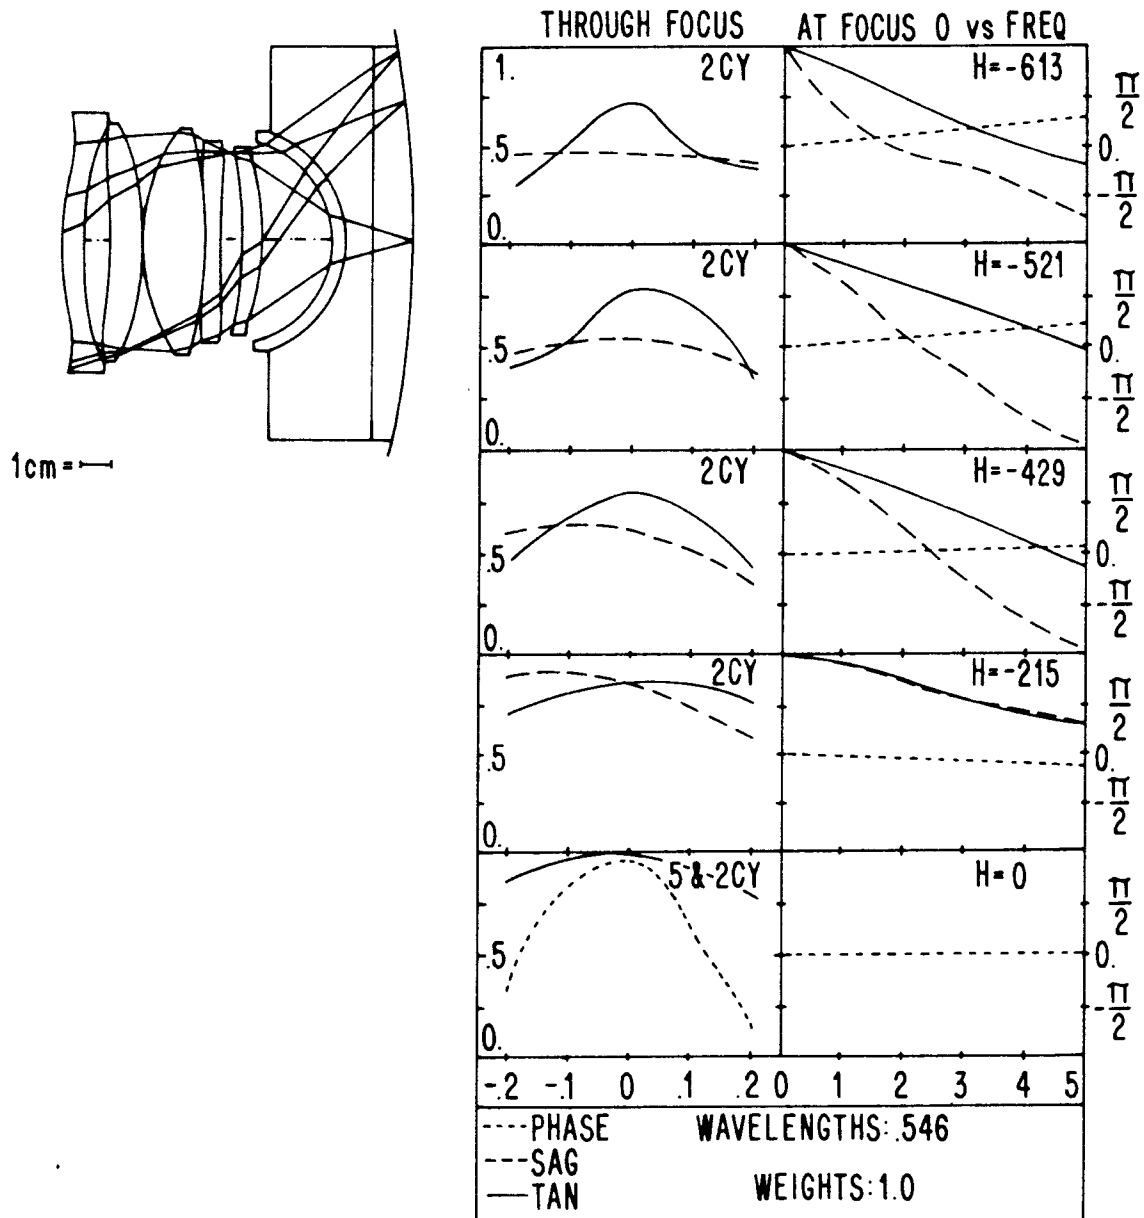 THROUGH FOCUS
AT FOCUS 0 vs FREQ
1.
2CY
H=-613
π/2
.5
0.
-π/2
0.
2CY
H=-521
π/2
.5
0.
-π/2
0.
1cm=
2CY
H=-429
π/2
.5
0.
-π/2
0.
2CY
H=-215
π/2
.5
0.
-π/2
0.
5 & 2CY
H=0
π/2
.5
0.
-π/2
0.
-.2 -.1 0 .1 .2 0 1 2 3 4 5
PHASE
WAVELENGTHS: .546
SAG
TAN
WEIGHTS: 1.0